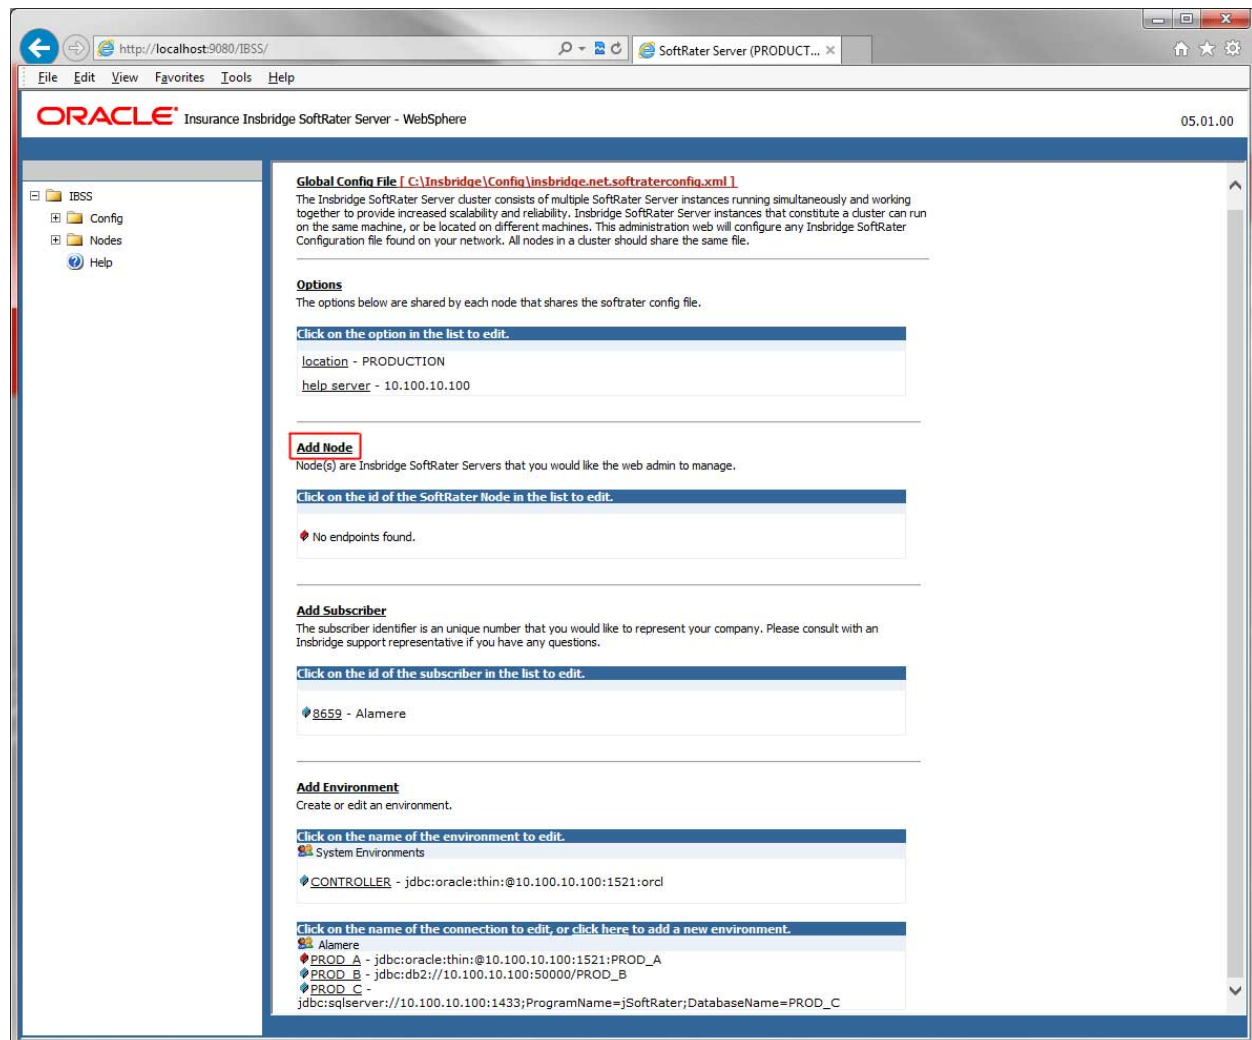 http://localhost:9080/IBSS/
SoftRater Server (PRODUCT... ×
File Edit View Favorites Tools Help
ORACLE Insurance Insbridge SoftRater Server - WebSphere
05.01.00
IBSS
Config
Nodes
Help
Global Config File [ C:\Insbridge\Config\insbridge.net.softraterconfig.xml ]
The Insbridge SoftRater Server cluster consists of multiple SoftRater Server instances running simultaneously and working
together to provide increased scalability and reliability. Insbridge SoftRater Server instances that constitute a cluster can run
on the same machine, or be located on different machines. This administration web will configure any Insbridge SoftRater
Configuration file found on your network. All nodes in a cluster should share the same file.
Options
The options below are shared by each node that shares the softrater config file.
Click on the option in the list to edit.
location - PRODUCTION
help server - 10.100.10.100
Add Node
Node(s) are Insbridge SoftRater Servers that you would like the web admin to manage.
Click on the id of the SoftRater Node in the list to edit.
No endpoints found.
Add Subscriber
The subscriber identifier is an unique number that you would like to represent your company. Please consult with an
Insbridge support representative if you have any questions.
Click on the id of the subscriber in the list to edit.
8659 - Alamere
Add Environment
Create or edit an environment.
Click on the name of the environment to edit.
System Environments
CONTROLLER - jdbc:oracle:thin:@10.100.10.100:1521:orcl
Click on the name of the connection to edit, or click here to add a new environment.
Alamere
PROD_A - jdbc:oracle:thin:@10.100.10.100:1521:PROD_A
PROD_B - jdbc:db2://10.100.10.100:50000/PROD_B
PROD_C -
jdbc:sqlserver://10.100.10.100:1433;ProgramName=jSoftRater;DatabaseName=PROD_C